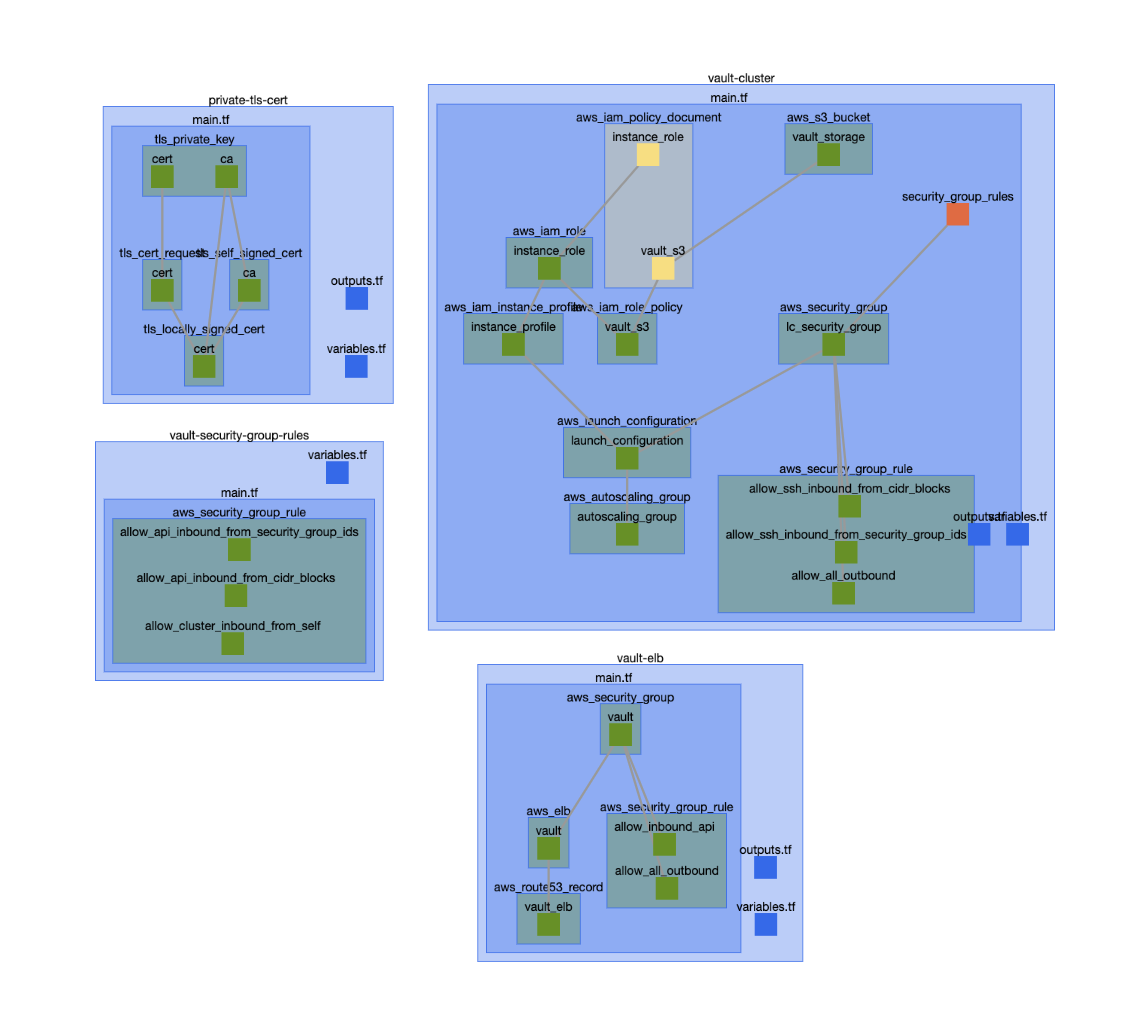 private-tls-cert
main.tf
tls_private_key
cert
ca
tls_cert_request
tls_self_signed_cert
cert
ca
tls_locally_signed_cert
cert
outputs.tf
variables.tf
vault-security-group-rules
variables.tf
main.tf
aws_security_group_rule
allow_api_inbound_from_security_group_ids
allow_api_inbound_from_cidr_blocks
allow_cluster_inbound_from_self
vault-cluster
main.tf
aws_iam_policy_document
instance_role
vault_s3
aws_s3_bucket
vault_storage
security_group_rules
aws_iam_role
instance_role
aws_iam_instance_profile
instance_profile
aws_iam_role_policy
vault_s3
aws_security_group
lc_security_group
aws_launch_configuration
launch_configuration
aws_autoscaling_group
autoscaling_group
aws_security_group_rule
allow_ssh_inbound_from_cidr_blocks
allow_ssh_inbound_from_security_group_ids
allow_all_outbound
outputs.tf
variables.tf
vault-elb
main.tf
aws_security_group
vault
aws_elb
vault
aws_security_group_rule
allow_inbound_api
allow_all_outbound
aws_route53_record
vault_elb
outputs.tf
variables.tf